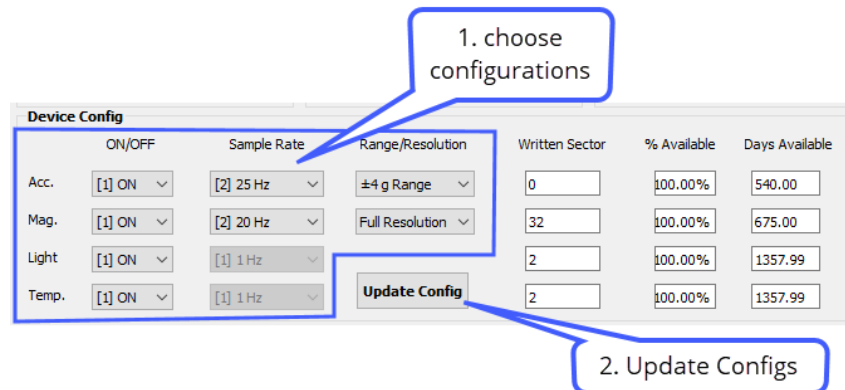 1. choose
configurations
Device Config
ON/OFF Sample Rate Range/Resolution Written Sector % Available Days Available
Acc. [1] ON [2] 25 Hz ±4 g Range 0 100.00% 540.00
Mag. [1] ON [2] 20 Hz Full Resolution 32 100.00% 675.00
Light [1] ON [1] 1 Hz 2 100.00% 1357.99
Temp. [1] ON [1] 1 Hz Update Config 2 100.00% 1357.99
2. Update Configs